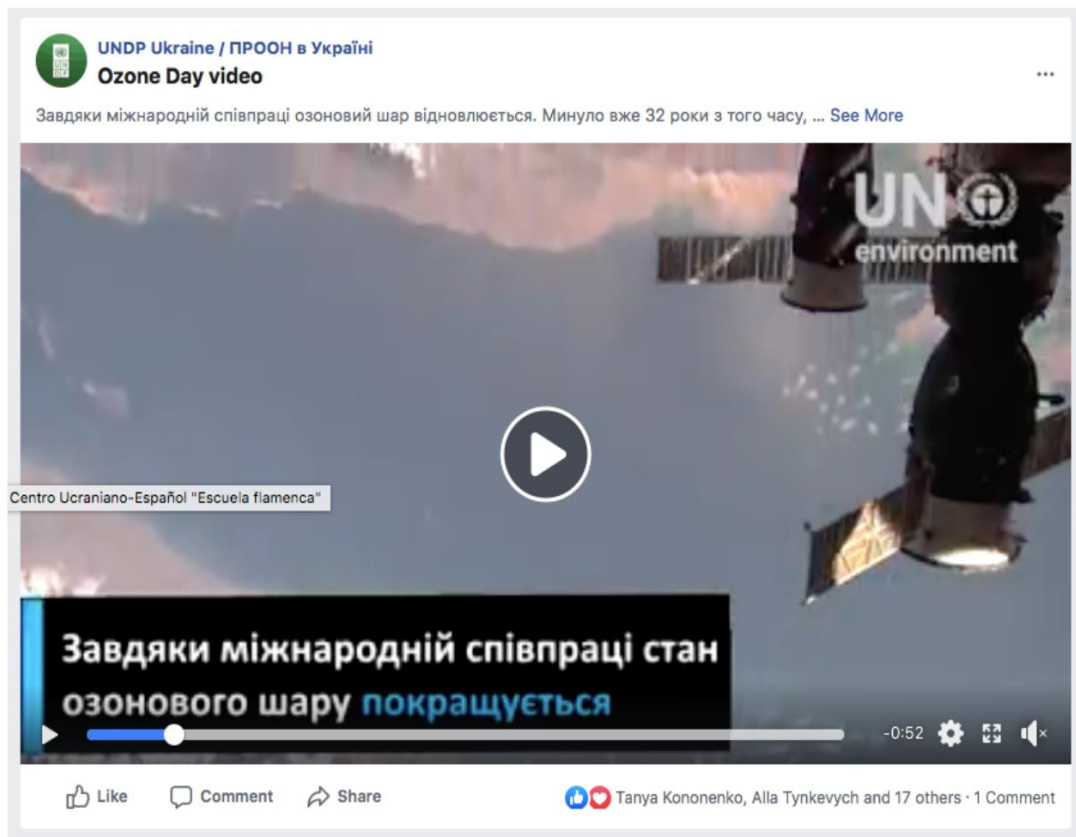 UNDP Ukraine / ПРООН в Україні
Ozone Day video
Завдяки міжнародній співпраці озоновий шар відновлюється. Минуло вже 32 роки з того часу, ... See More
UN
environment
Centro Ucraniano-Español "Escuela flamenca"
Завдяки міжнародній співпраці стан
озонового шару покращується
-0:52
Like Comment Share Tanya Kononenko, Alla Tynkevych and 17 others · 1 Comment